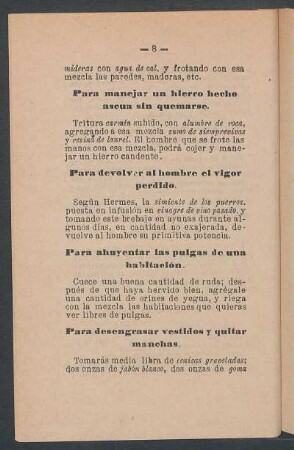 — 8 —
mideras con agua de cal, y frotando con esa
mezcla las paredes, maderas, etc.
Para manejar un hierro hecho
ascua sin quemarse.
Tritura carmín subido, con alumbre de roca,
agregando a esa mezcla zumo de siemprevivas
y resina de laurel. El hombre que se frote las
manos con esa mezcla, podrá cojer y mane-
jar un hierro candente.
Para devolver al hombre el vigor
perdido.
Según Hermes, la simiente de los puerros,
puesta en infusión en vinagre de vino pasado, y
tomando este brebajo en ayunas durante al-
gunos días, en cantidad no exajerada, de-
vuelve al hombre su primitiva potencia.
Para ahuyentar las pulgas de una
habitación.
Cuece una buena cantidad de ruda; des-
pués de que haya hervido bien, agrégale
una cantidad de orines de yegua, y riega
con la mezcla las habitaciones que quieras
ver libres de pulgas.
Para desengrasar vestidos y quitar
manchas.
Tomarás media libra de cenizas graveladas;
dos onzas de jabón blanco, dos onzas de goma